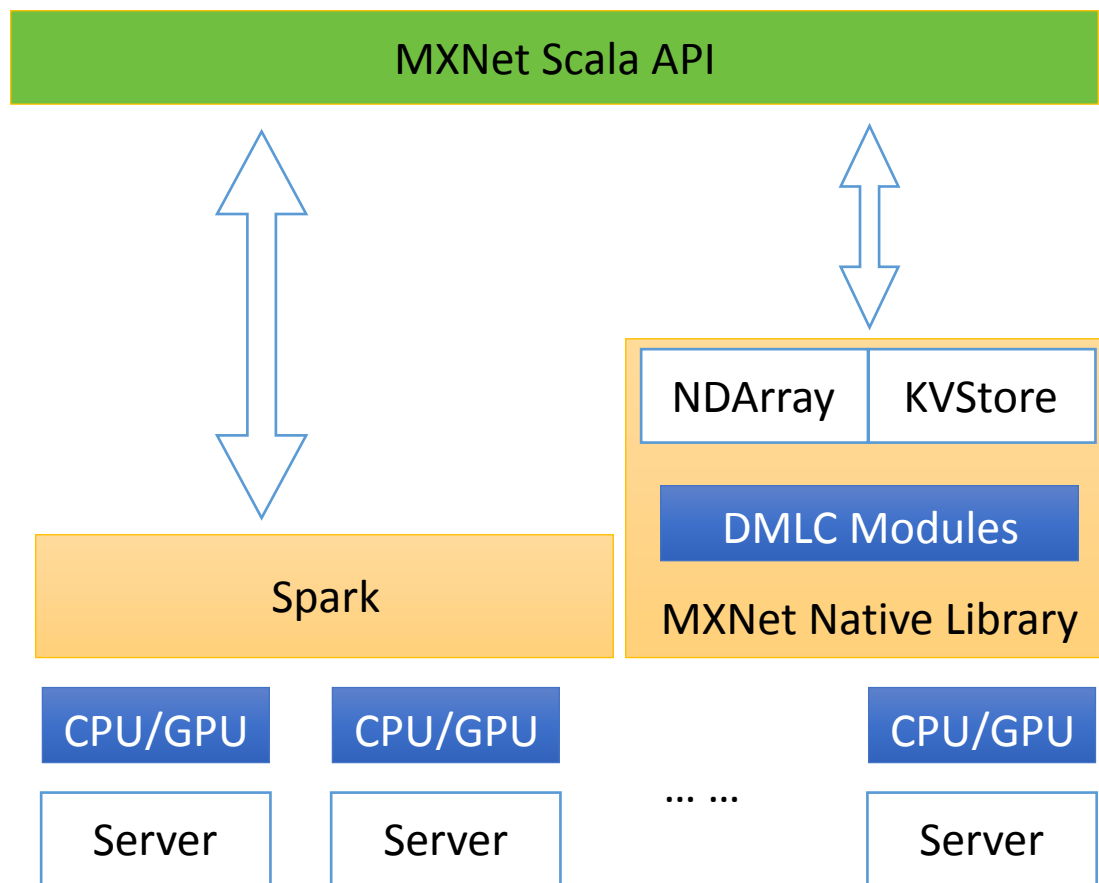 MXNet Scala API
NDArray
KVStore
DMLC Modules
Spark
MXNet Native Library
CPU/GPU
CPU/GPU
CPU/GPU
... ...
Server
Server
Server